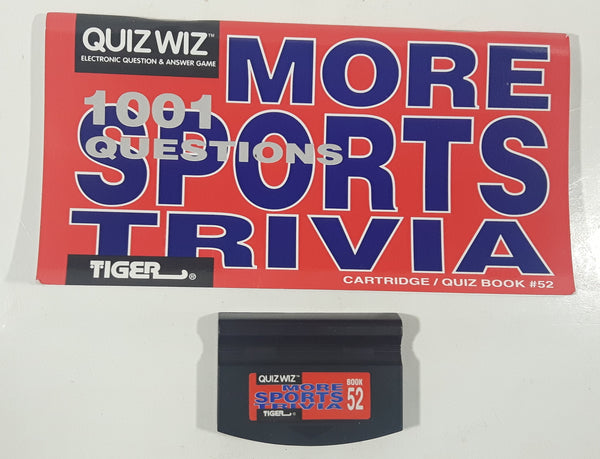 QUIZ WIZ™
ELECTRONIC QUESTION & ANSWER GAME
MORE
1001
SPORTS
QUESTIONS
TRIVIA
TIGER®
CARTRIDGE / QUIZ BOOK #52
QUIZ WIZ™
MORE
SPORTS
TRIVIA
BOOK
52
TIGER®